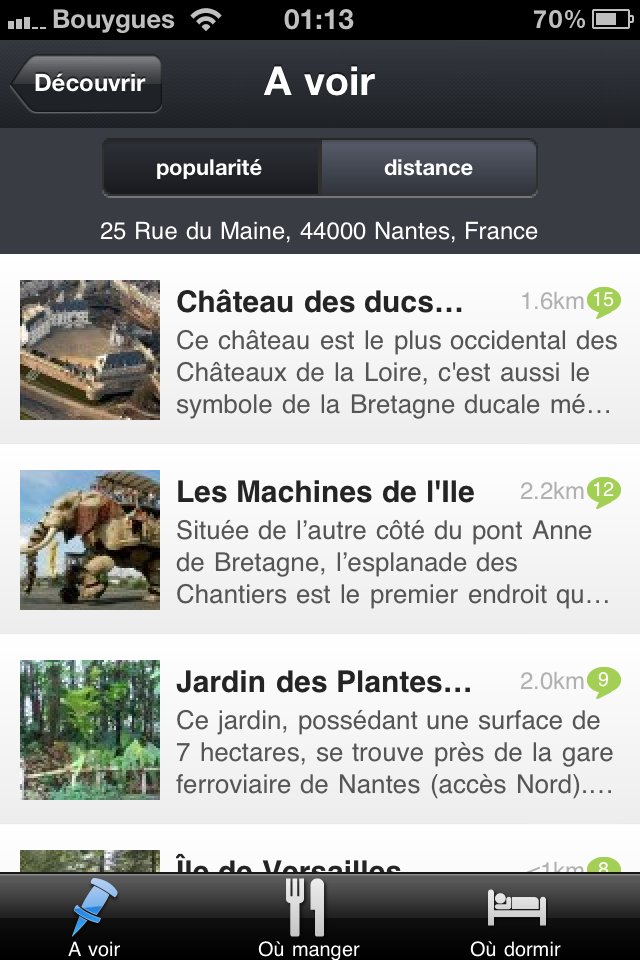 Bouygues 01:13 70%
Découvrir A voir
popularité distance
25 Rue du Maine, 44000 Nantes, France
Château des ducs... 1.6km 15
Ce château est le plus occidental des
Châteaux de la Loire, c'est aussi le
symbole de la Bretagne ducale mé...
Les Machines de l'Ile 2.2km 12
Située de l’autre côté du pont Anne
de Bretagne, l’esplanade des
Chantiers est le premier endroit qu...
Jardin des Plantes... 2.0km 9
Ce jardin, possédant une surface de
7 hectares, se trouve près de la gare
ferroviaire de Nantes (accès Nord)....
Île de Versailles <1km 8
A voir Où manger Où dormir